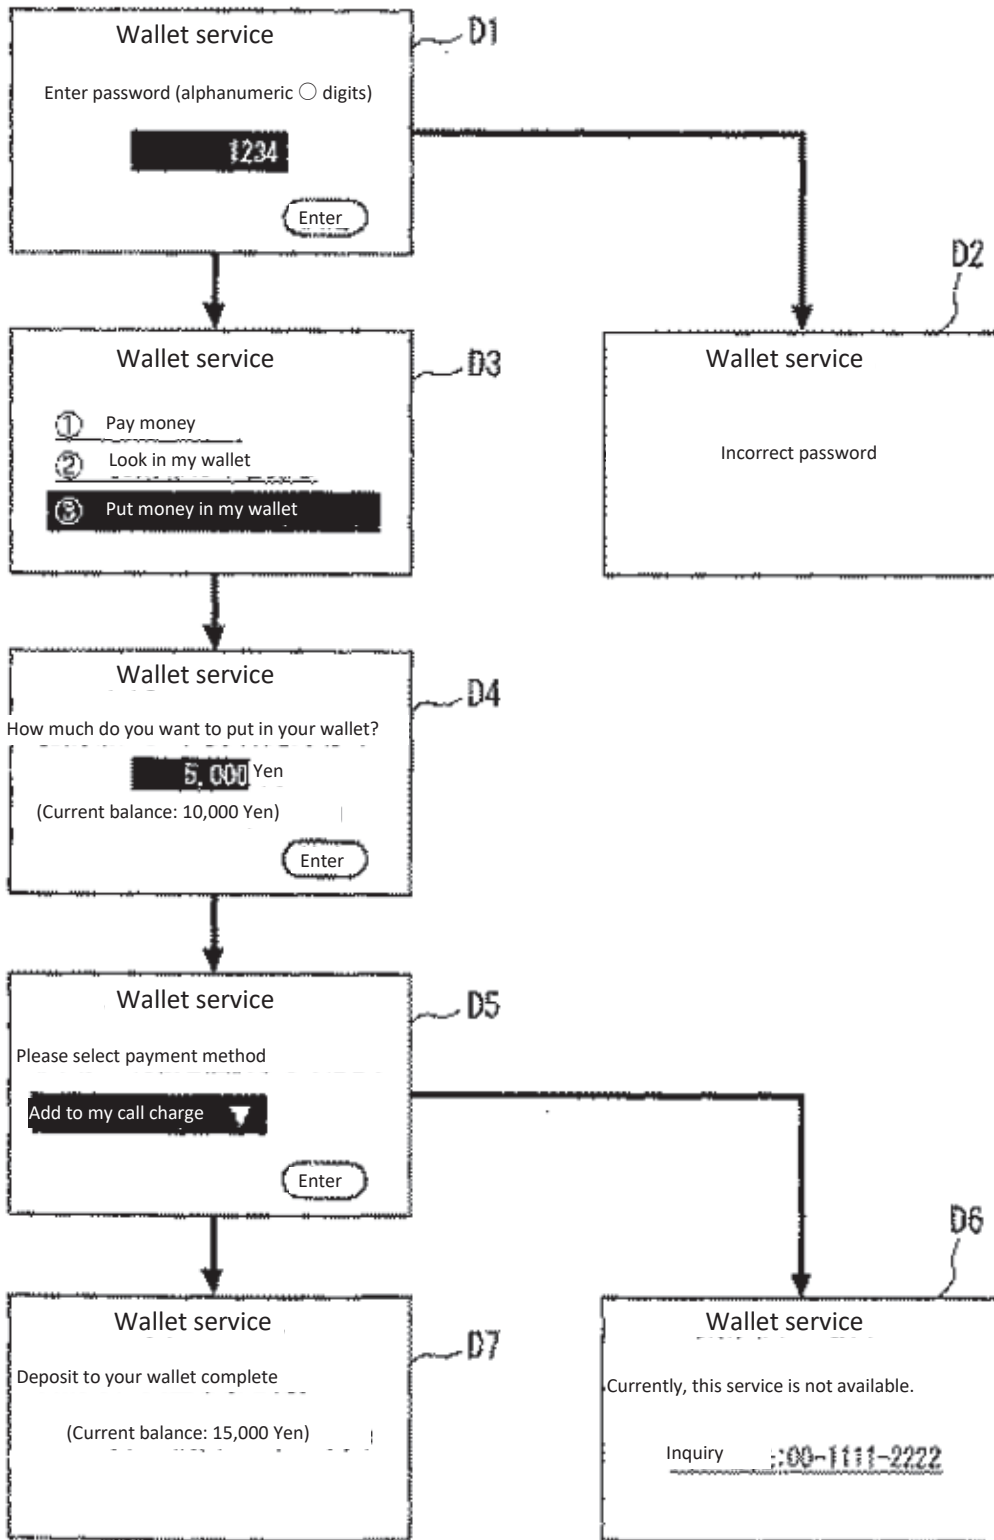 Wallet service
D1
Enter password (alphanumeric ○ digits)
1234
Enter
D2
Wallet service
D3
① Pay money
② Look in my wallet
③ Put money in my wallet
Wallet service
Incorrect password
Wallet service
D4
How much do you want to put in your wallet?
5,000 Yen
(Current balance: 10,000 Yen)
Enter
Wallet service
D5
Please select payment method
Add to my call charge ▼
Enter
D6
Wallet service
D7
Deposit to your wallet complete
(Current balance: 15,000 Yen)
Wallet service
Currently, this service is not available.
Inquiry :00-1111-2222